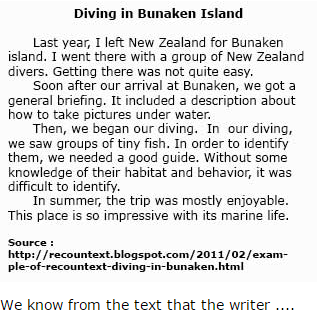 Diving in Bunaken Island
Last year, I left New Zealand for Bunaken
island. I went there with a group of New Zealand
divers. Getting there was not quite easy.
Soon after our arrival at Bunaken, we got a
general briefing. It included a description about
how to take pictures under water.
Then, we began our diving. In our diving,
we saw groups of tiny fish. In order to identify
them, we needed a good guide. Without some
knowledge of their habitat and behavior, it was
difficult to identify.
In summer, the trip was mostly enjoyable.
This place is so impressive with its marine life.
Source :
http://recountext.blogspot.com/2011/02/exam-
ple-of-recountext-diving-in-bunaken.html
We know from the text that the writer ....